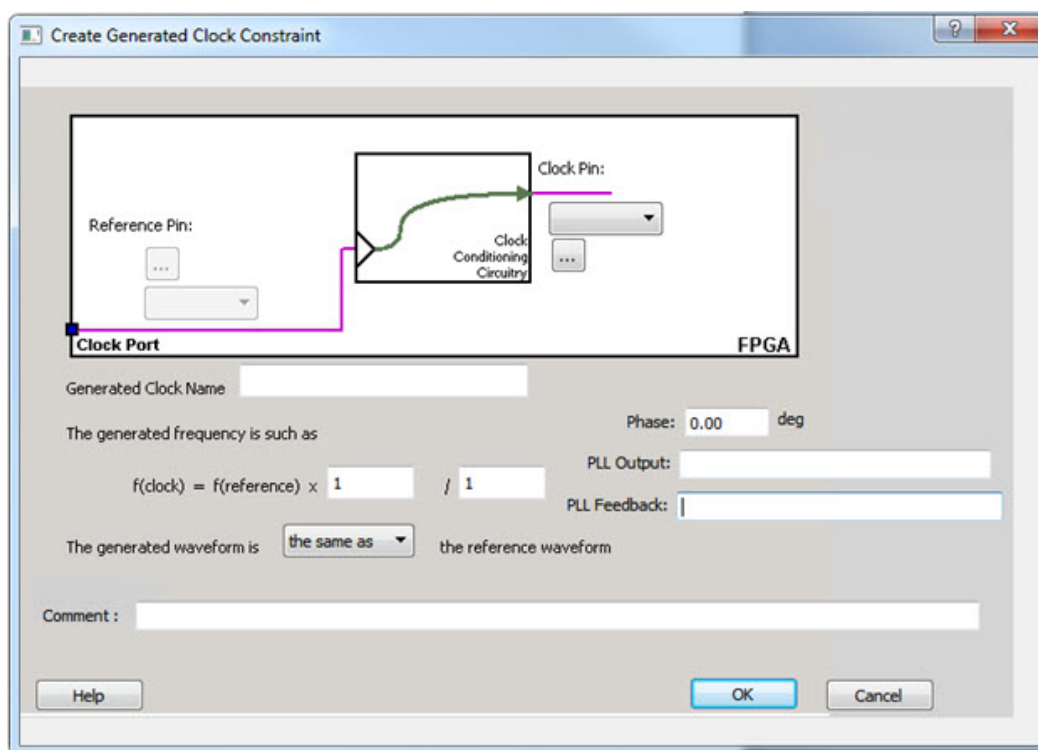 Create Generated Clock Constraint
Clock Pin:
Reference Pin:
...
Clock
Conditioning
Circuitry
...
Clock Port
FPGA
Generated Clock Name
Phase: 0.00 deg
The generated frequency is such as
PLL Output:
f(clock) = f(reference) x 1 / 1
PLL Feedback:
The generated waveform is the same as the reference waveform
Comment :
Help
OK
Cancel